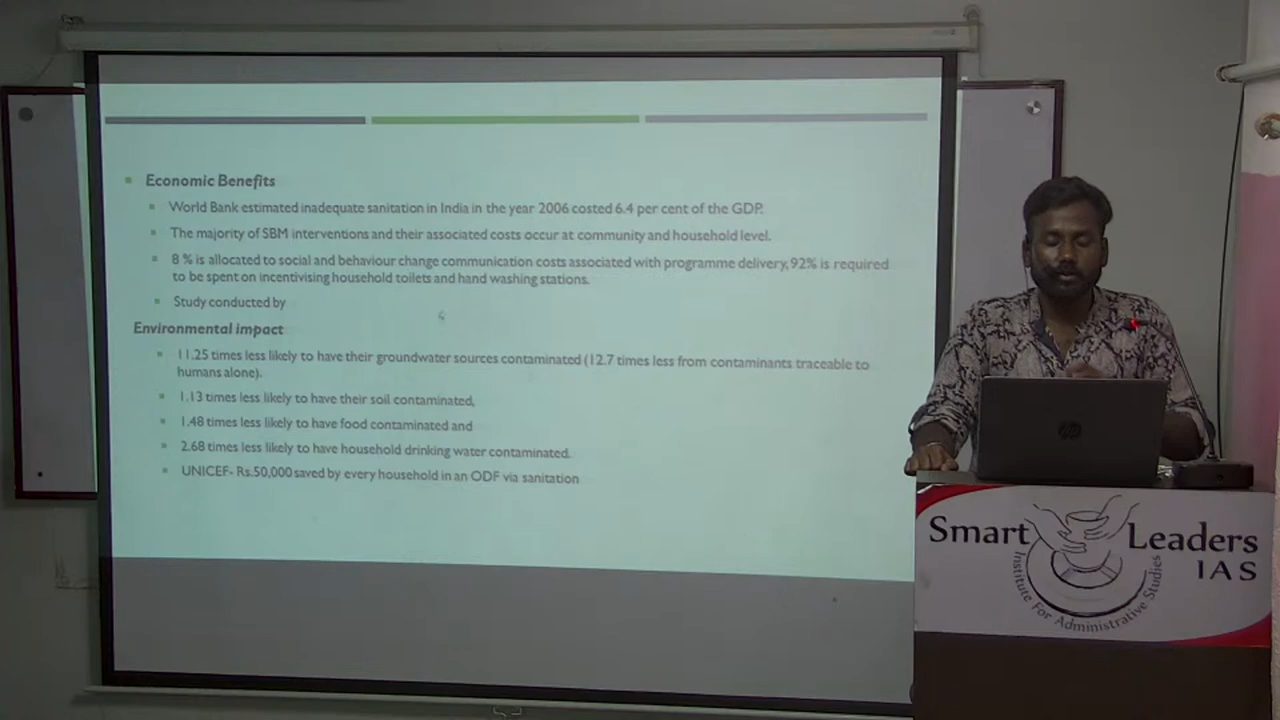 Economic Benefits
World Bank estimated inadequate sanitation in India in the year 2006 costed 6.4 per cent of the GDP.
The majority of SBM interventions and their associated costs occur at community and household level.
8 % is allocated to social and behaviour change communication costs associated with programme delivery, 92% is required
to be spent on incentivising household toilets and hand washing stations.
Study conducted by
Environmental impact
11.25 times less likely to have their groundwater sources contaminated (12.7 times less from contaminants traceable to
humans alone).
1.13 times less likely to have their soil contaminated,
1.48 times less likely to have food contaminated and
2.68 times less likely to have household drinking water contaminated.
UNICEF- Rs.50,000 saved by every household in an ODF via sanitation
hp
Smart Leaders
IAS
Institute For Administrative Studies